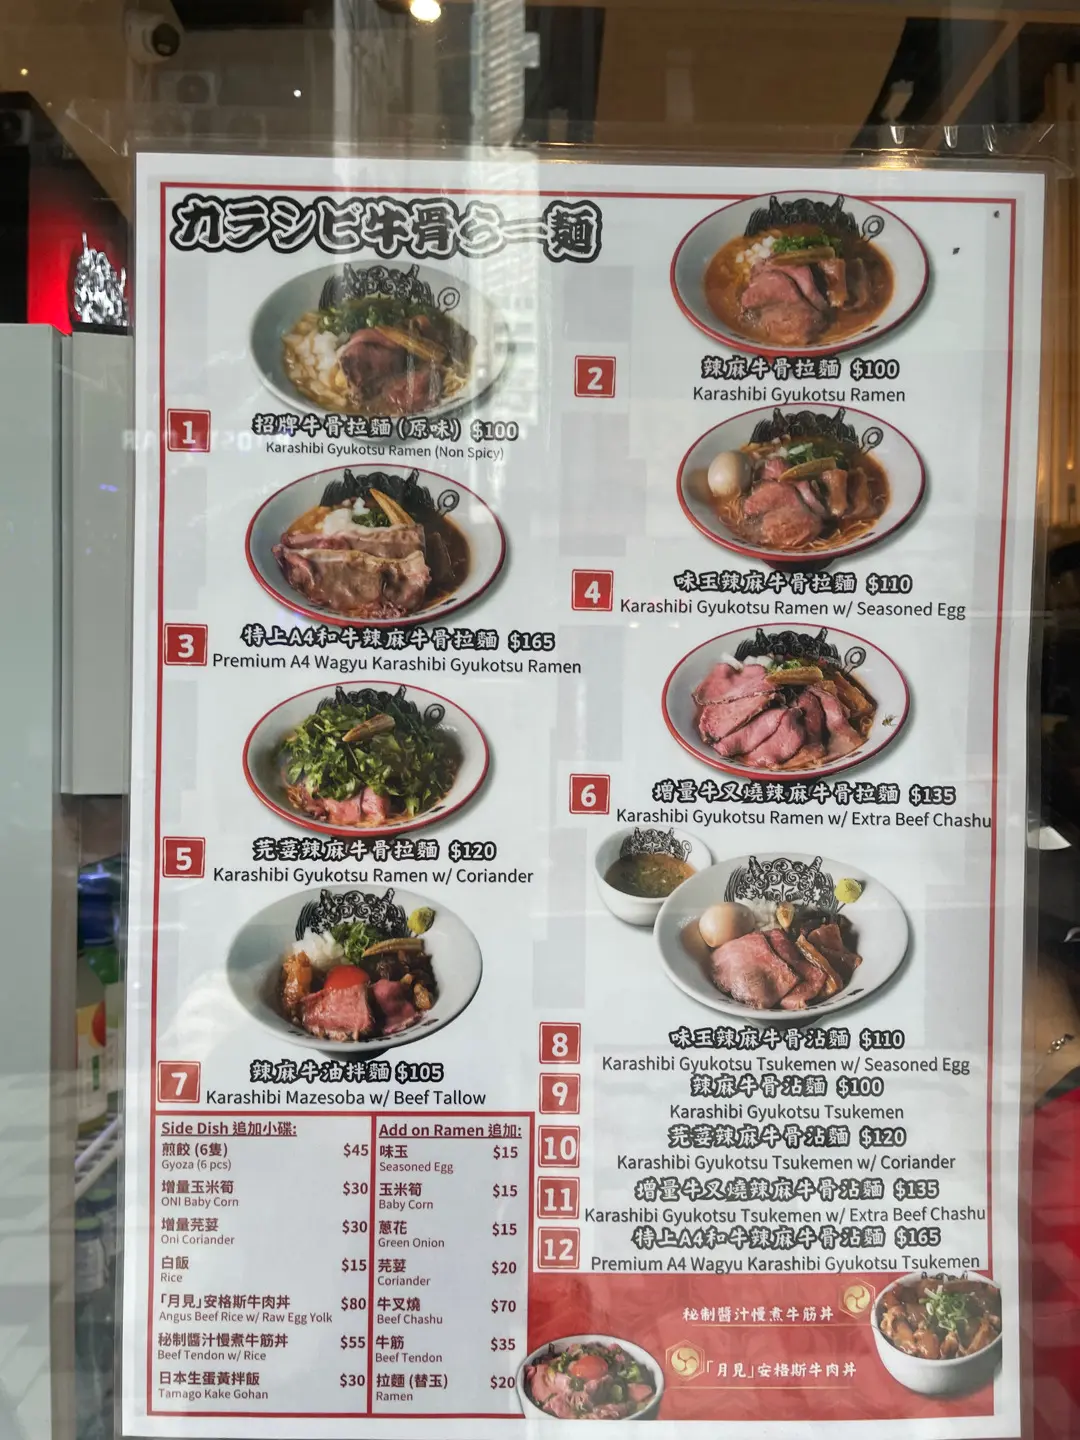 カラシビ牛骨らー麺
1
招牌牛骨拉麵 (原味) $100
Karashibi Gyukotsu Ramen (Non Spicy)
2
辣麻牛骨拉麵 $100
Karashibi Gyukotsu Ramen
3
特上A4和牛辣麻牛骨拉麵 $165
Premium A4 Wagyu Karashibi Gyukotsu Ramen
4
味玉辣麻牛骨拉麵 $110
Karashibi Gyukotsu Ramen w/ Seasoned Egg
5
芫荽辣麻牛骨拉麵 $120
Karashibi Gyukotsu Ramen w/ Coriander
6
增量牛叉燒辣麻牛骨拉麵 $135
Karashibi Gyukotsu Ramen w/ Extra Beef Chashu
7
辣麻牛油拌麵 $105
Karashibi Mazesoba w/ Beef Tallow
8
味玉辣麻牛骨沾麵 $110
Karashibi Gyukotsu Tsukemen w/ Seasoned Egg
9
辣麻牛骨沾麵 $100
Karashibi Gyukotsu Tsukemen
10
芫荽辣麻牛骨沾麵 $120
Karashibi Gyukotsu Tsukemen w/ Coriander
11
增量牛叉燒辣麻牛骨沾麵 $135
Karashibi Gyukotsu Tsukemen w/ Extra Beef Chashu
12
特上A4和牛辣麻牛骨沾麵 $165
Premium A4 Wagyu Karashibi Gyukotsu Tsukemen
Side Dish 追加小碟:
煎餃 (6隻) $45
Gyoza (6 pcs)
增量玉米筍 $30
ONI Baby Corn
增量芫荽 $30
Oni Coriander
白飯 $15
Rice
「月見」安格斯牛肉丼 $80
Angus Beef Rice w/ Raw Egg Yolk
秘制醬汁慢煮牛筋丼 $55
Beef Tendon w/ Rice
日本生蛋黃拌飯 $30
Tamago Kake Gohan
Add on Ramen 追加:
味玉 $15
Seasoned Egg
玉米筍 $15
Baby Corn
蔥花 $15
Green Onion
芫荽 $20
Coriander
牛叉燒 $70
Beef Chashu
牛筋 $35
Beef Tendon
拉麵 (替玉) $20
Ramen
秘制醬汁慢煮牛筋丼
「月見」安格斯牛肉丼